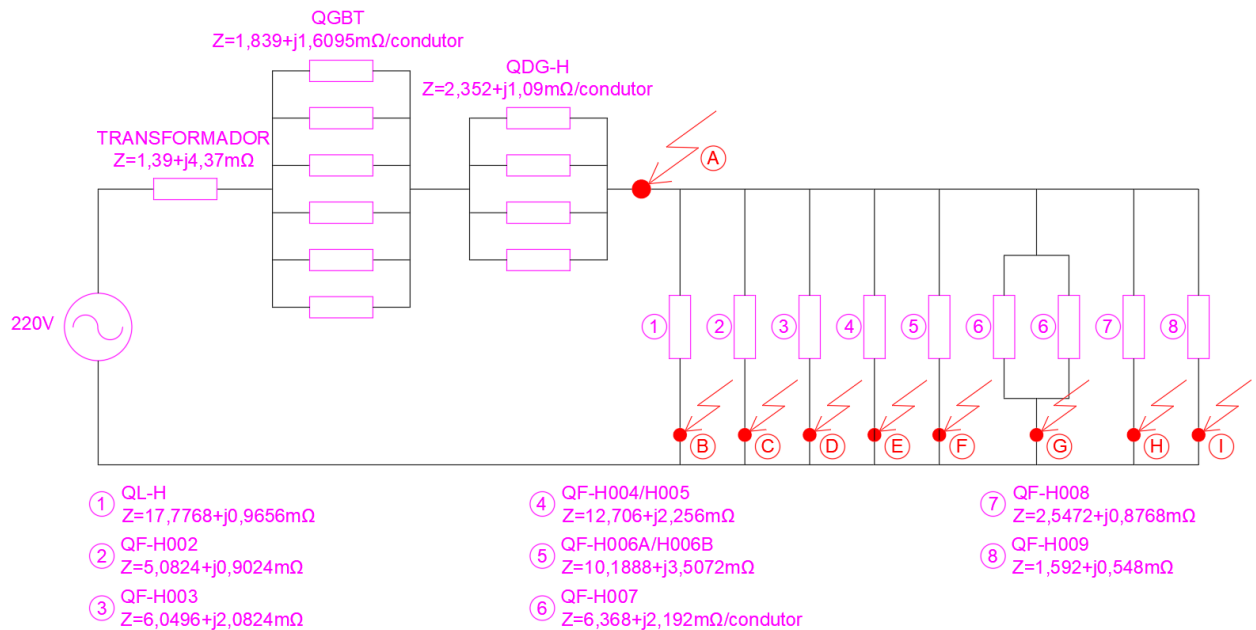 QGBT
Z=1,839+j1,6095mΩ/condutor
QDG-H
Z=2,352+j1,09mΩ/condutor
TRANSFORMADOR
Z=1,39+j4,37mΩ
A
220V
1
2
3
4
5
6
6
7
8
B
C
D
E
F
G
H
I
1 QL-H
Z=17,7768+j0,9656mΩ
2 QF-H002
Z=5,0824+j0,9024mΩ
3 QF-H003
Z=6,0496+j2,0824mΩ
4 QF-H004/H005
Z=12,706+j2,256mΩ
5 QF-H006A/H006B
Z=10,1888+j3,5072mΩ
6 QF-H007
Z=6,368+j2,192mΩ/condutor
7 QF-H008
Z=2,5472+j0,8768mΩ
8 QF-H009
Z=1,592+j0,548mΩ